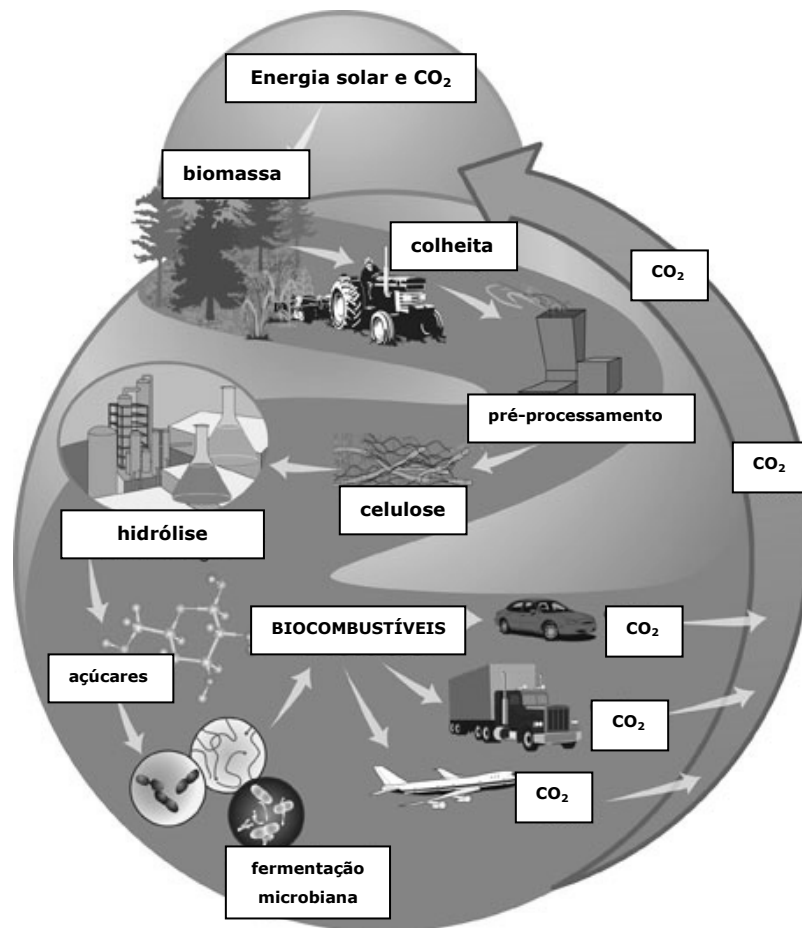 Energia solar e CO₂
biomassa
colheita
CO₂
pré-processamento
CO₂
celulose
hidrólise
BIOCOMBUSTÍVEIS
CO₂
açúcares
CO₂
CO₂
fermentação
microbiana